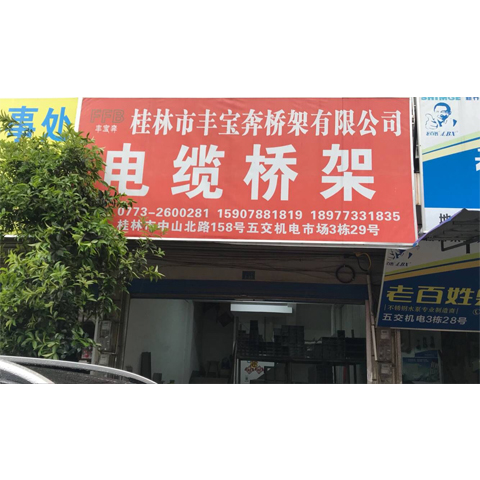 事处
丰宝奔
桂林市丰宝奔桥架有限公司
电缆桥架
0773-2600281 15907881819 18977331835
桂林市中山北路158号五交机电市场3栋29号
JBX
老百姓
五交机电3栋28号